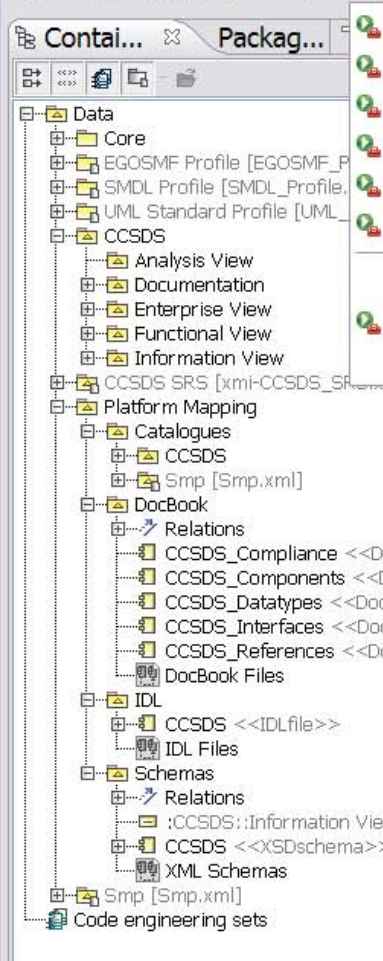 Contai... Packag...
Data
Core
EGOSMF Profile [EGOSMF_P
SMDL Profile [SMDL_Profile.
UML Standard Profile [UML_
CCSDS
Analysis View
Documentation
Enterprise View
Functional View
Information View
CCSDS SRS [xmi-CCSDS_SRS.x
Platform Mapping
Catalogues
CCSDS
Smp [Smp.xml]
DocBook
Relations
CCSDS_Compliance <<D
CCSDS_Components <<D
CCSDS_Datatypes <<Doc
CCSDS_Interfaces <<Doc
CCSDS_References <<Do
DocBook Files
IDL
CCSDS <<IDLfile>>
IDL Files
Schemas
Relations
:CCSDS::Information Vie
CCSDS <<XSDschema>>
XML Schemas
Smp [Smp.xml]
Code engineering sets